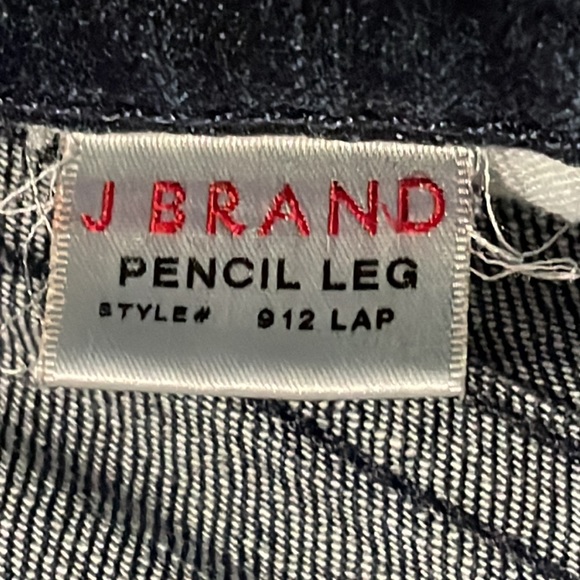 J BRAND
PENCIL LEG
STYLE# 912 LAP